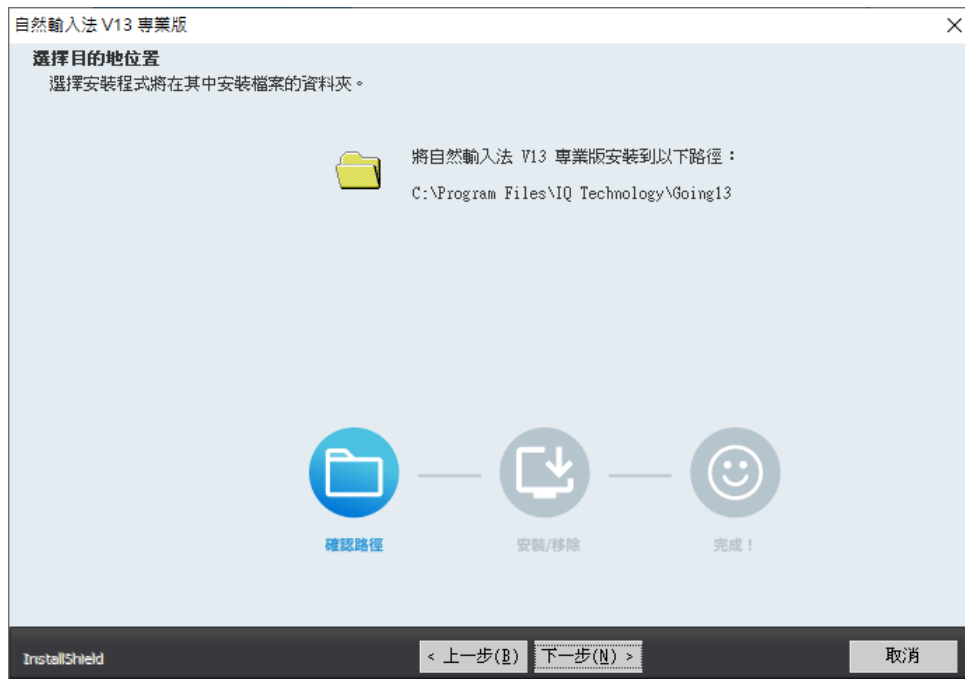 自然輸入法 V13 專業版
選擇目的地位置
選擇安裝程式將在其中安裝檔案的資料夾。
將自然輸入法 V13 專業版安裝到以下路徑：
C:\Program Files\IQ Technology\Going13
確認路徑
安裝/移除
完成！
InstallShield
< 上一步(B)
下一步(N) >
取消